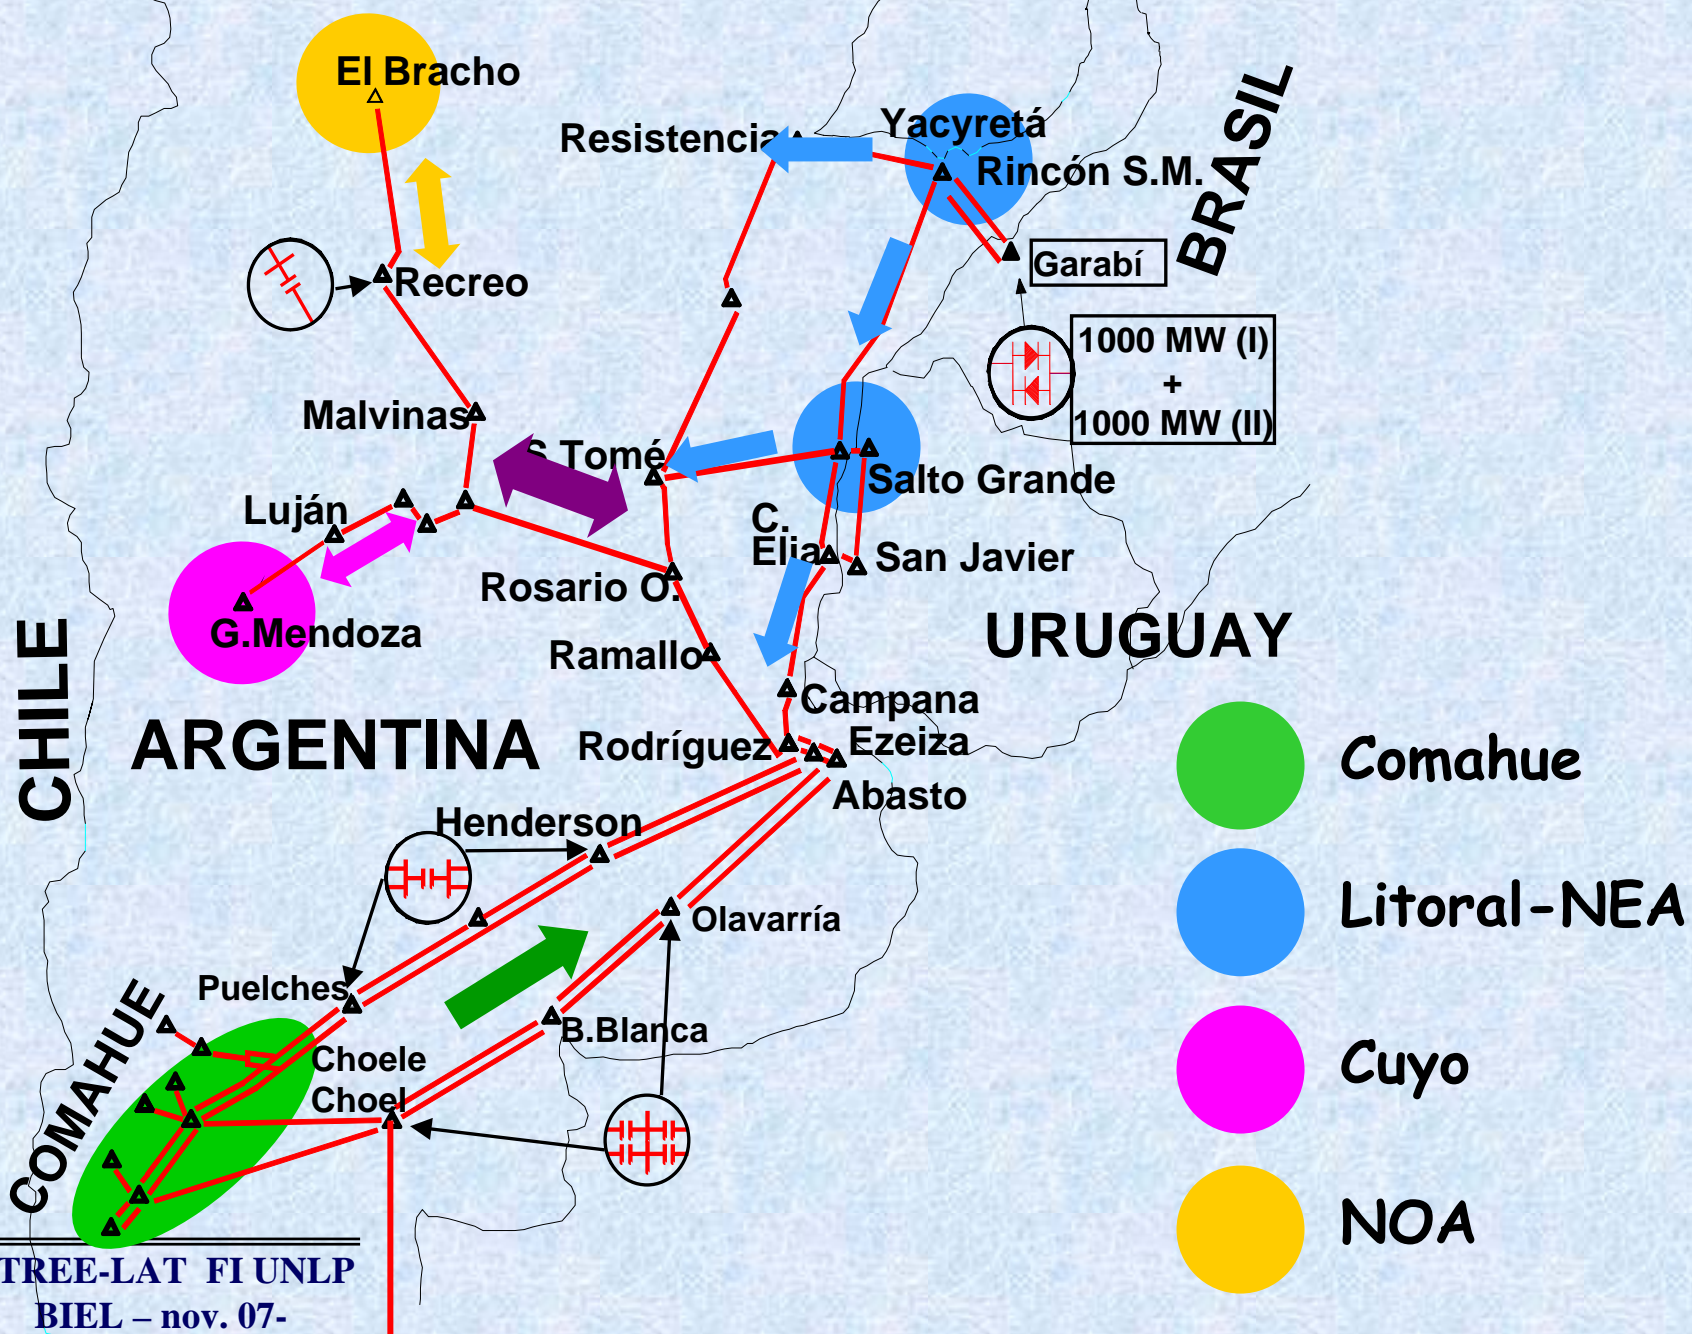 El Bracho
Resistencia
Yacyretá
Rincón S.M.
BRASIL
Garabí
Recreo
1000 MW (I)
+
1000 MW (II)
Malvinas
S.Tomé
Salto Grande
Luján
C.
Elia
San Javier
Rosario O.
G.Mendoza
URUGUAY
Ramallo
CHILE
Campana
ARGENTINA
Rodríguez
Ezeiza
Abasto
Comahue
Henderson
Litoral-NEA
Olavarría
Puelches
COMAHUE
B.Blanca
Choele
Choel
Cuyo
NOA
TREE-LAT FI UNLP
BIEL – nov. 07-